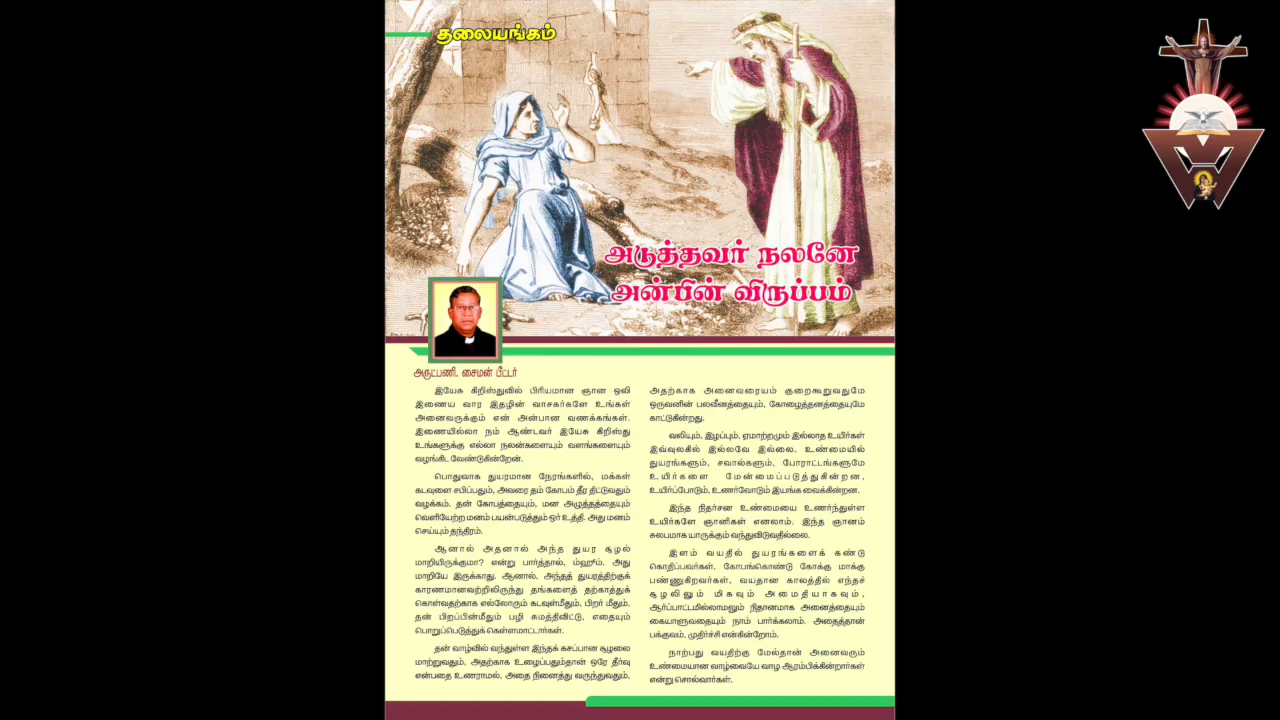 தலையங்கம்
அடுத்தவர் நலனே
அன்பின் விருப்பம்
அருட்பணி. சைமன் பீட்டர்
இயேசு கிறிஸ்துவில் பிரியமான ஞான ஒலி
இணைய வார இதழின் வாசகர்களே உங்கள்
அனைவருக்கும் என் அன்பான வணக்கங்கள்.
இணையில்லா நம் ஆண்டவர் இயேசு கிறிஸ்து
உங்களுக்கு எல்லா நலன்களையும் வளங்களையும்
வழங்கிட வேண்டுகின்றேன்.
பொதுவாக துயரமான நேரங்களில், மக்கள்
கடவுளை சபிப்பதும், அவரை தம் கோபம் தீர திட்டுவதும்
வழக்கம். தன் கோபத்தையும், மன அழுத்தத்தையும்
வெளியேற்ற மனம் பயன்படுத்தும் ஓர் உத்தி. அது மனம்
செய்யும் தந்திரம்.
ஆனால் அதனால் அந்த துயர சூழல்
மாறியிருக்குமா? என்று பார்த்தால், ம்ஹூம். அது
மாறியே இருக்காது. ஆனால், அந்தத் துயரத்திற்குக்
காரணமானவற்றிலிருந்து தங்களைத் தற்காத்துக்
கொள்வதற்காக எல்லோரும் கடவுள்மீதும், பிறர் மீதும்,
தன் பிறப்பின்மீதும் பழி சுமத்திவிட்டு, எதையும்
பொறுப்பெடுத்துக் கெள்ளமாட்டார்கள்.
தன் வாழ்வில் வந்துள்ள இந்தக் கசப்பான சூழலை
மாற்றுவதும், அதற்காக உழைப்பதும்தான் ஒரே தீர்வு
என்பதை உணராமல், அதை நினைத்து வருந்துவதும்,
அதற்காக அனைவரையம் குறைகூறுவதுமே
ஒருவனின் பலவீனத்தையும், கோழைத்தனத்தையுமே
காட்டுகின்றது.
வலியும், இழப்பும், ஏமாற்றமும் இல்லாத உயிர்கள்
இவ்வுலகில் இல்லவே இல்லை. உண்மையில்
துயரங்களும், சவால்களும், போராட்டங்களுமே
உயிர்களை மேன்மைப்படுத்துகின்றன,
உயிர்ப்போடும், உணர்வோடும் இயங்க வைக்கின்றன.
இந்த நிதர்சன உண்மையை உணர்ந்துள்ள
உயிர்களே ஞானிகள் எனலாம். இந்த ஞானம்
சுலபமாக யாருக்கும் வந்துவிடுவதில்லை.
இளம் வயதில் துயரங்களைக் கண்டு
கொதிப்பவர்கள், கோபங்கொண்டு கோக்கு மாக்கு
பண்ணுகிறவர்கள், வயதான காலத்தில் எந்தச்
சூழலிலும் மிகவும் அமைதியாகவும்,
ஆர்ப்பாட்டமில்லாமலும் நிதானமாக அனைத்தையும்
கையாளுவதையும் நாம் பார்க்கலாம். அதைத்தான்
பக்குவம், முதிர்ச்சி என்கின்றோம்.
நாற்பது வயதிற்கு மேல்தான் அனைவரும்
உண்மையான வாழ்வையே வாழ ஆரம்பிக்கின்றார்கள்
என்று சொல்வார்கள்.